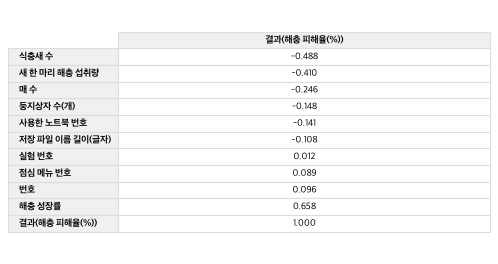 결과(해충 피해율(%))
식충새 수 -0.488
새 한 마리 해충 섭취량 -0.410
매 수 -0.246
둥지상자 수(개) -0.148
사용한 노트북 번호 -0.141
저장 파일 이름 길이(글자) -0.108
실험 번호 0.012
점심 메뉴 번호 0.089
번호 0.096
해충 성장률 0.658
결과(해충 피해율(%)) 1.000